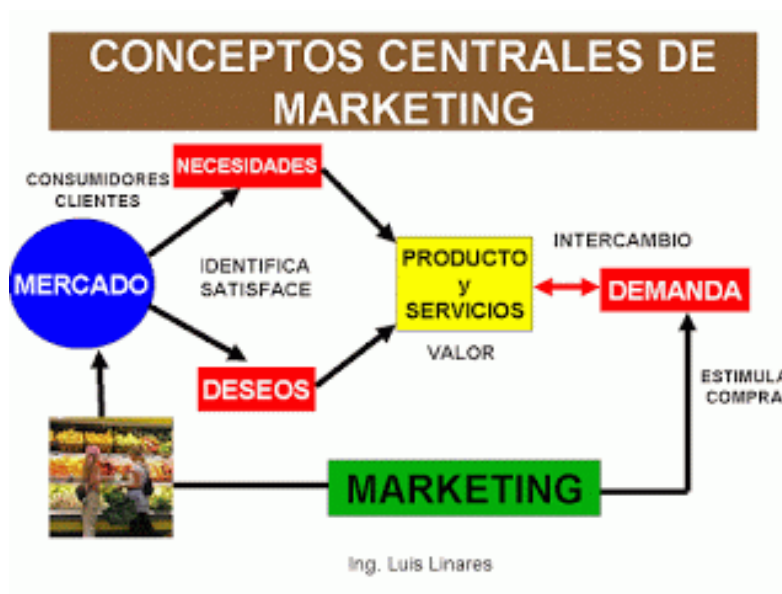 CONCEPTOS CENTRALES DE
MARKETING
NECESIDADES
CONSUMIDORES
CLIENTES
MERCADO
IDENTIFICA
SATISFACE
DESEOS
PRODUCTO
y
SERVICIOS
VALOR
INTERCAMBIO
DEMANDA
ESTIMULA
COMPRA
MARKETING
Ing. Luis Linares